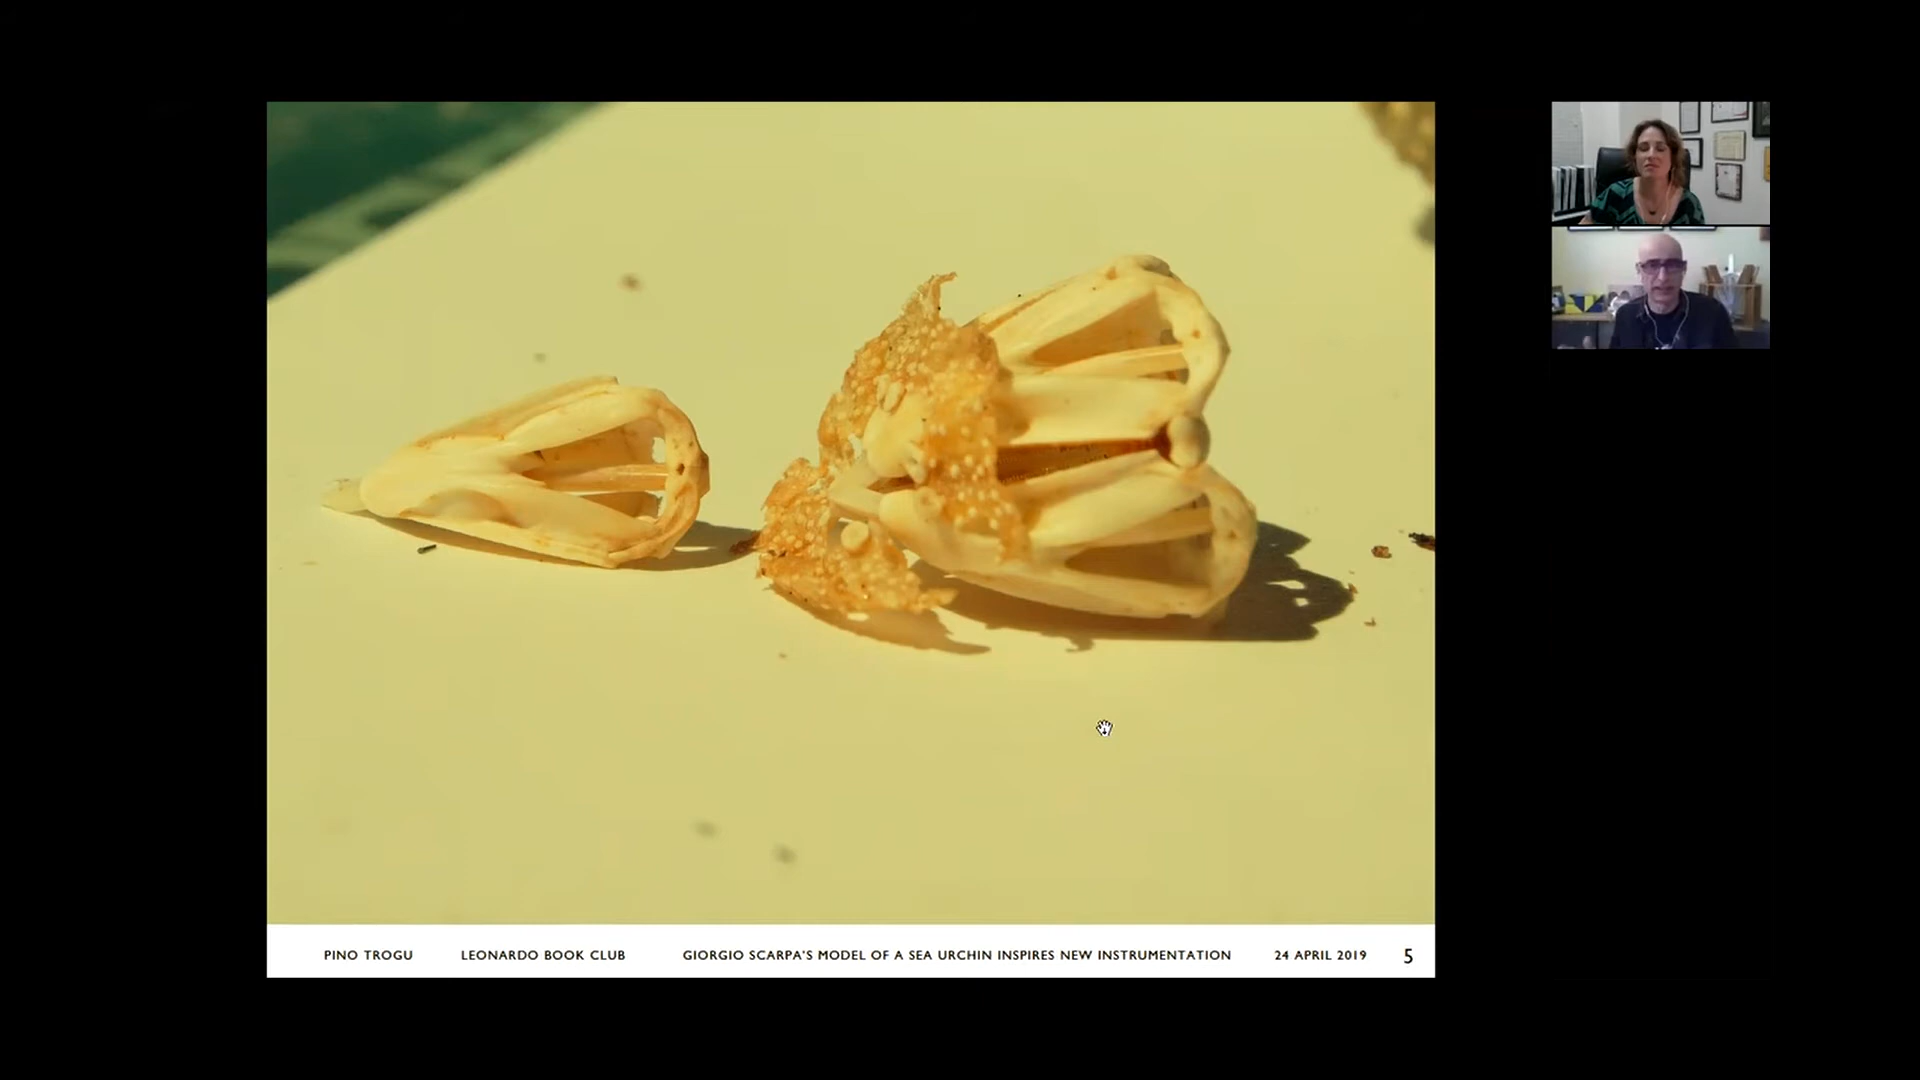 PINO TROGU LEONARDO BOOK CLUB GIORGIO SCARPA'S MODEL OF A SEA URCHIN INSPIRES NEW INSTRUMENTATION 24 APRIL 2019 5